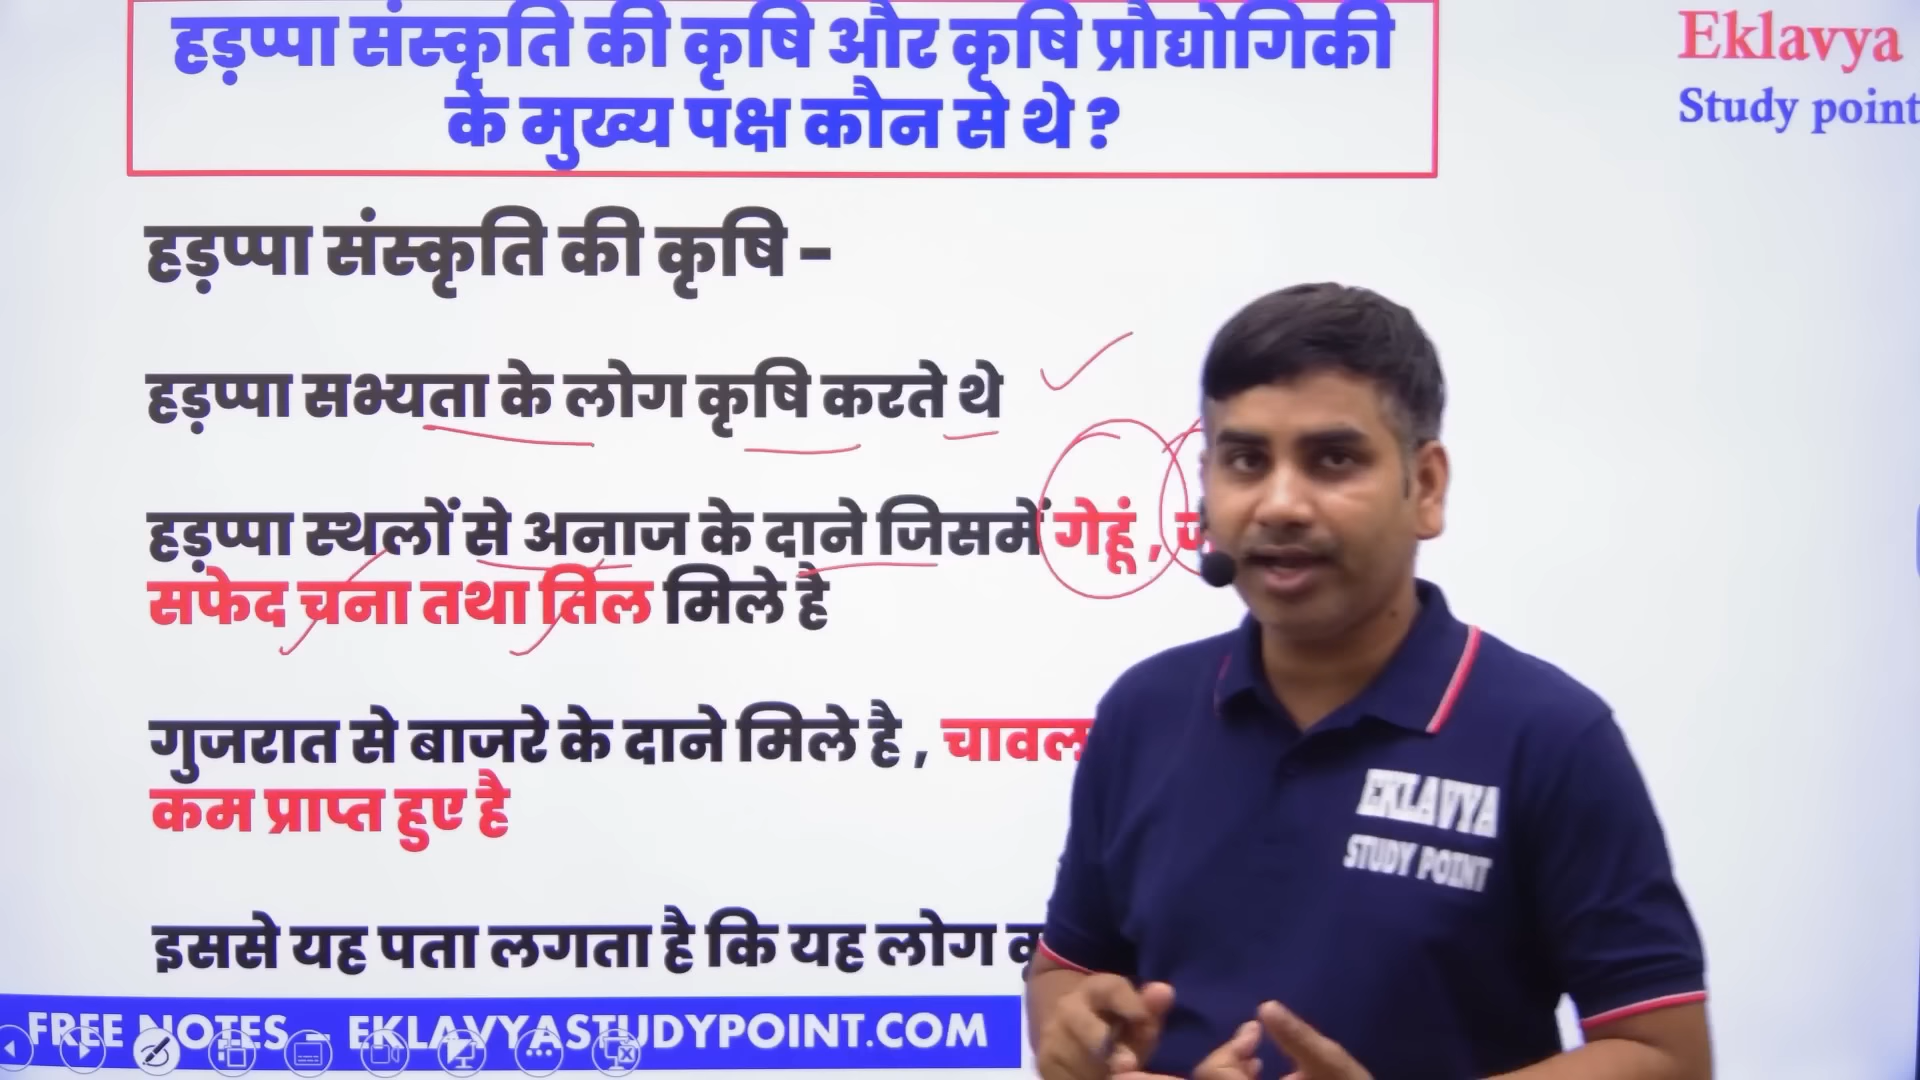 हड़प्पा संस्कृति की कृषि और कृषि प्रौद्योगिकी
के मुख्य पक्ष कौन से थे ?
Eklavya
Study point
हड़प्पा संस्कृति की कृषि -
हड़प्पा सभ्यता के लोग कृषि करते थे
हड़प्पा स्थलों से अनाज के दाने जिसमें गेहूं ,
सफेद चना तथा तिल मिले है
गुजरात से बाजरे के दाने मिले है , चावल
कम प्राप्त हुए है
इससे यह पता लगता है कि यह लोग
FREE NOTES - EKLAVYASTUDYPOINT.COM
EKLAVYA
STUDY POINT